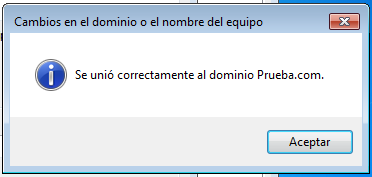 Cambios en el dominio o el nombre del equipo
Se unió correctamente al dominio Prueba.com.
Aceptar